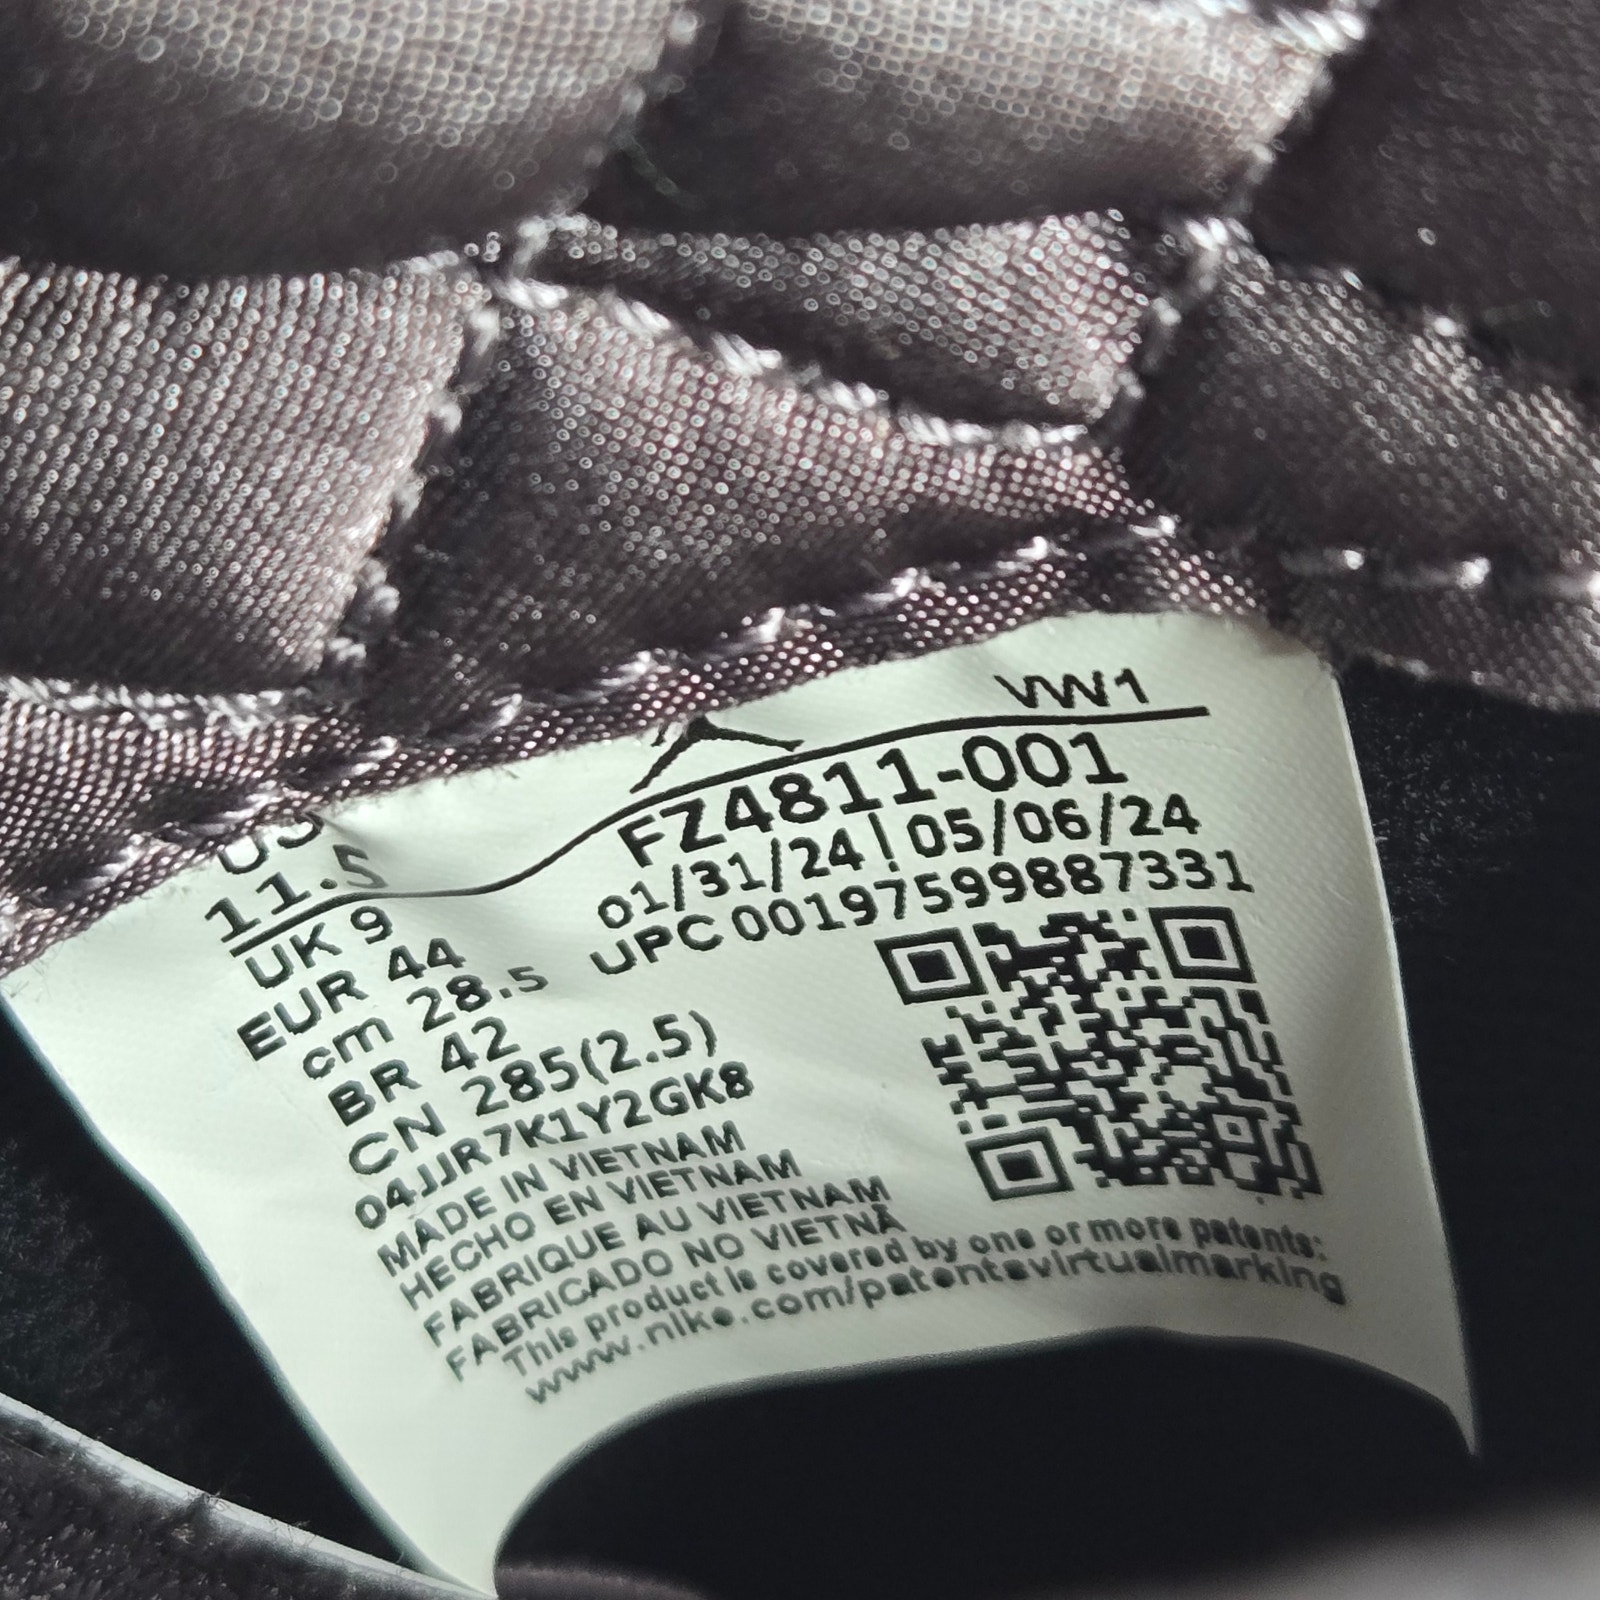 VW1
FZ4811-001
01/31/24 | 05/06/24
UPC 00197599887331
US
11.5
UK 9
EUR 44
cm 28.5
BR 42
CN 285(2.5)
04JJR7K1Y2GK8
MADE IN VIETNAM
HECHO EN VIETNAM
FABRIQUE AU VIETNAM
FABRICADO NO VIETNÃ
This product is covered by one or more patents:
www.nike.com/patentsvirtualmarking